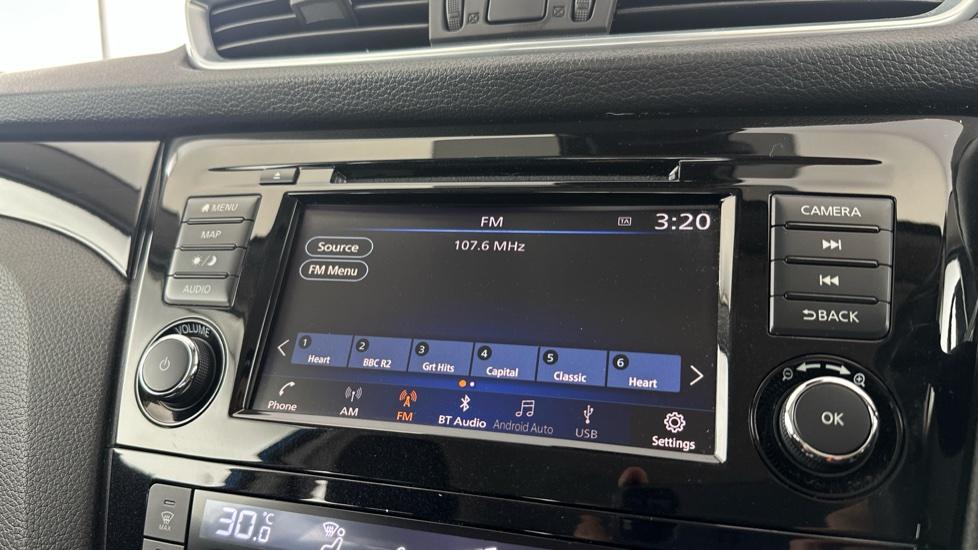 FM TA 3:20
107.6 MHz
Source
FM Menu
1 Heart
2 BBC R2
3 Grt Hits
4 Capital
5 Classic
6 Heart
Phone
AM
FM
BT Audio
Android Auto
USB
Settings
MENU
MAP
AUDIO
VOLUME
CAMERA
BACK
OK
MAX
30.0 °C